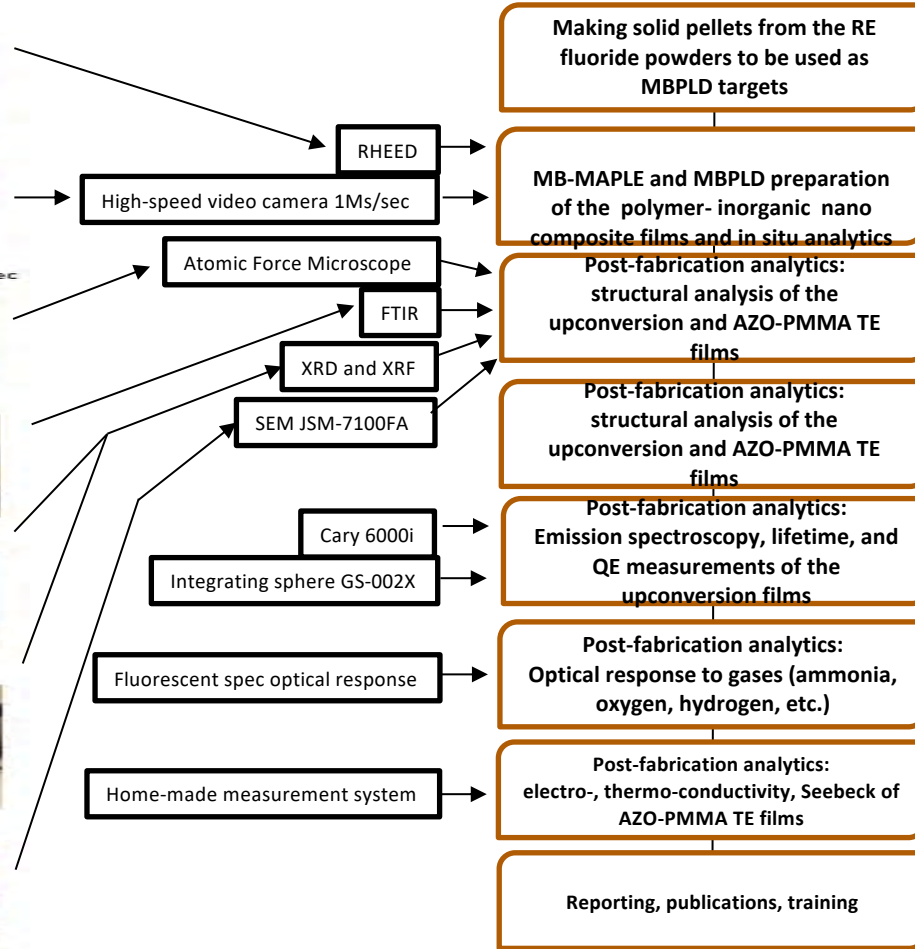 Making solid pellets from the RE
fluoride powders to be used as
MBPLD targets
RHEED
High-speed video camera 1Ms/sec
MB-MAPLE and MBPLD preparation
of the polymer- inorganic nano
composite films and in situ analytics
Atomic Force Microscope
ec
FTIR
XRD and XRF
SEM JSM-7100FA
Post-fabrication analytics:
structural analysis of the
upconversion and AZO-PMMA TE
films
Post-fabrication analytics:
structural analysis of the
upconversion and AZO-PMMA TE
films
Cary 6000i
Integrating sphere GS-002X
Post-fabrication analytics:
Emission spectroscopy, lifetime, and
QE measurements of the
upconversion films
Fluorescent spec optical response
Post-fabrication analytics:
Optical response to gases (ammonia,
oxygen, hydrogen, etc.)
Home-made measurement system
Post-fabrication analytics:
electro-, thermo-conductivity, Seebeck of
AZO-PMMA TE films
Reporting, publications, training